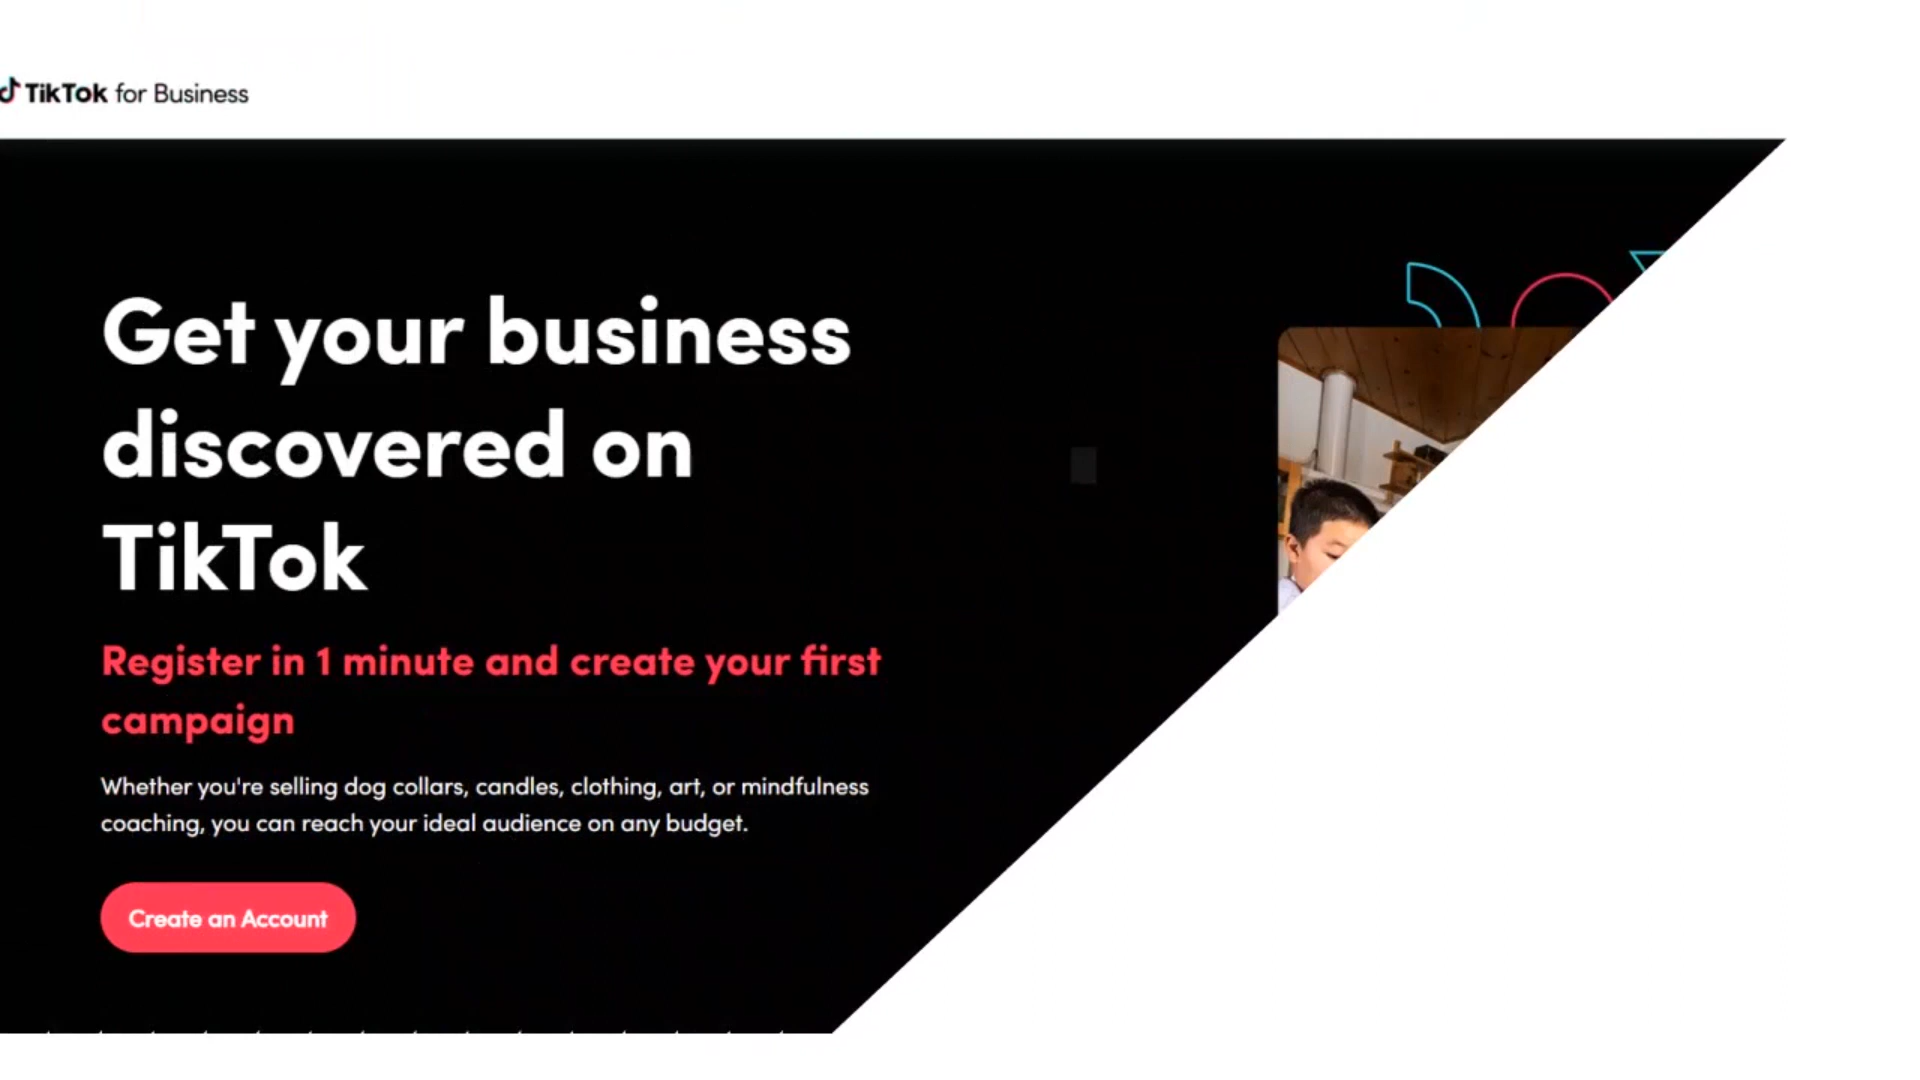 TikTok for Business
Get your business
discovered on
TikTok
Register in 1 minute and create your first
campaign
Whether you're selling dog collars, candles, clothing, art, or mindfulness
coaching, you can reach your ideal audience on any budget.
Create an Account